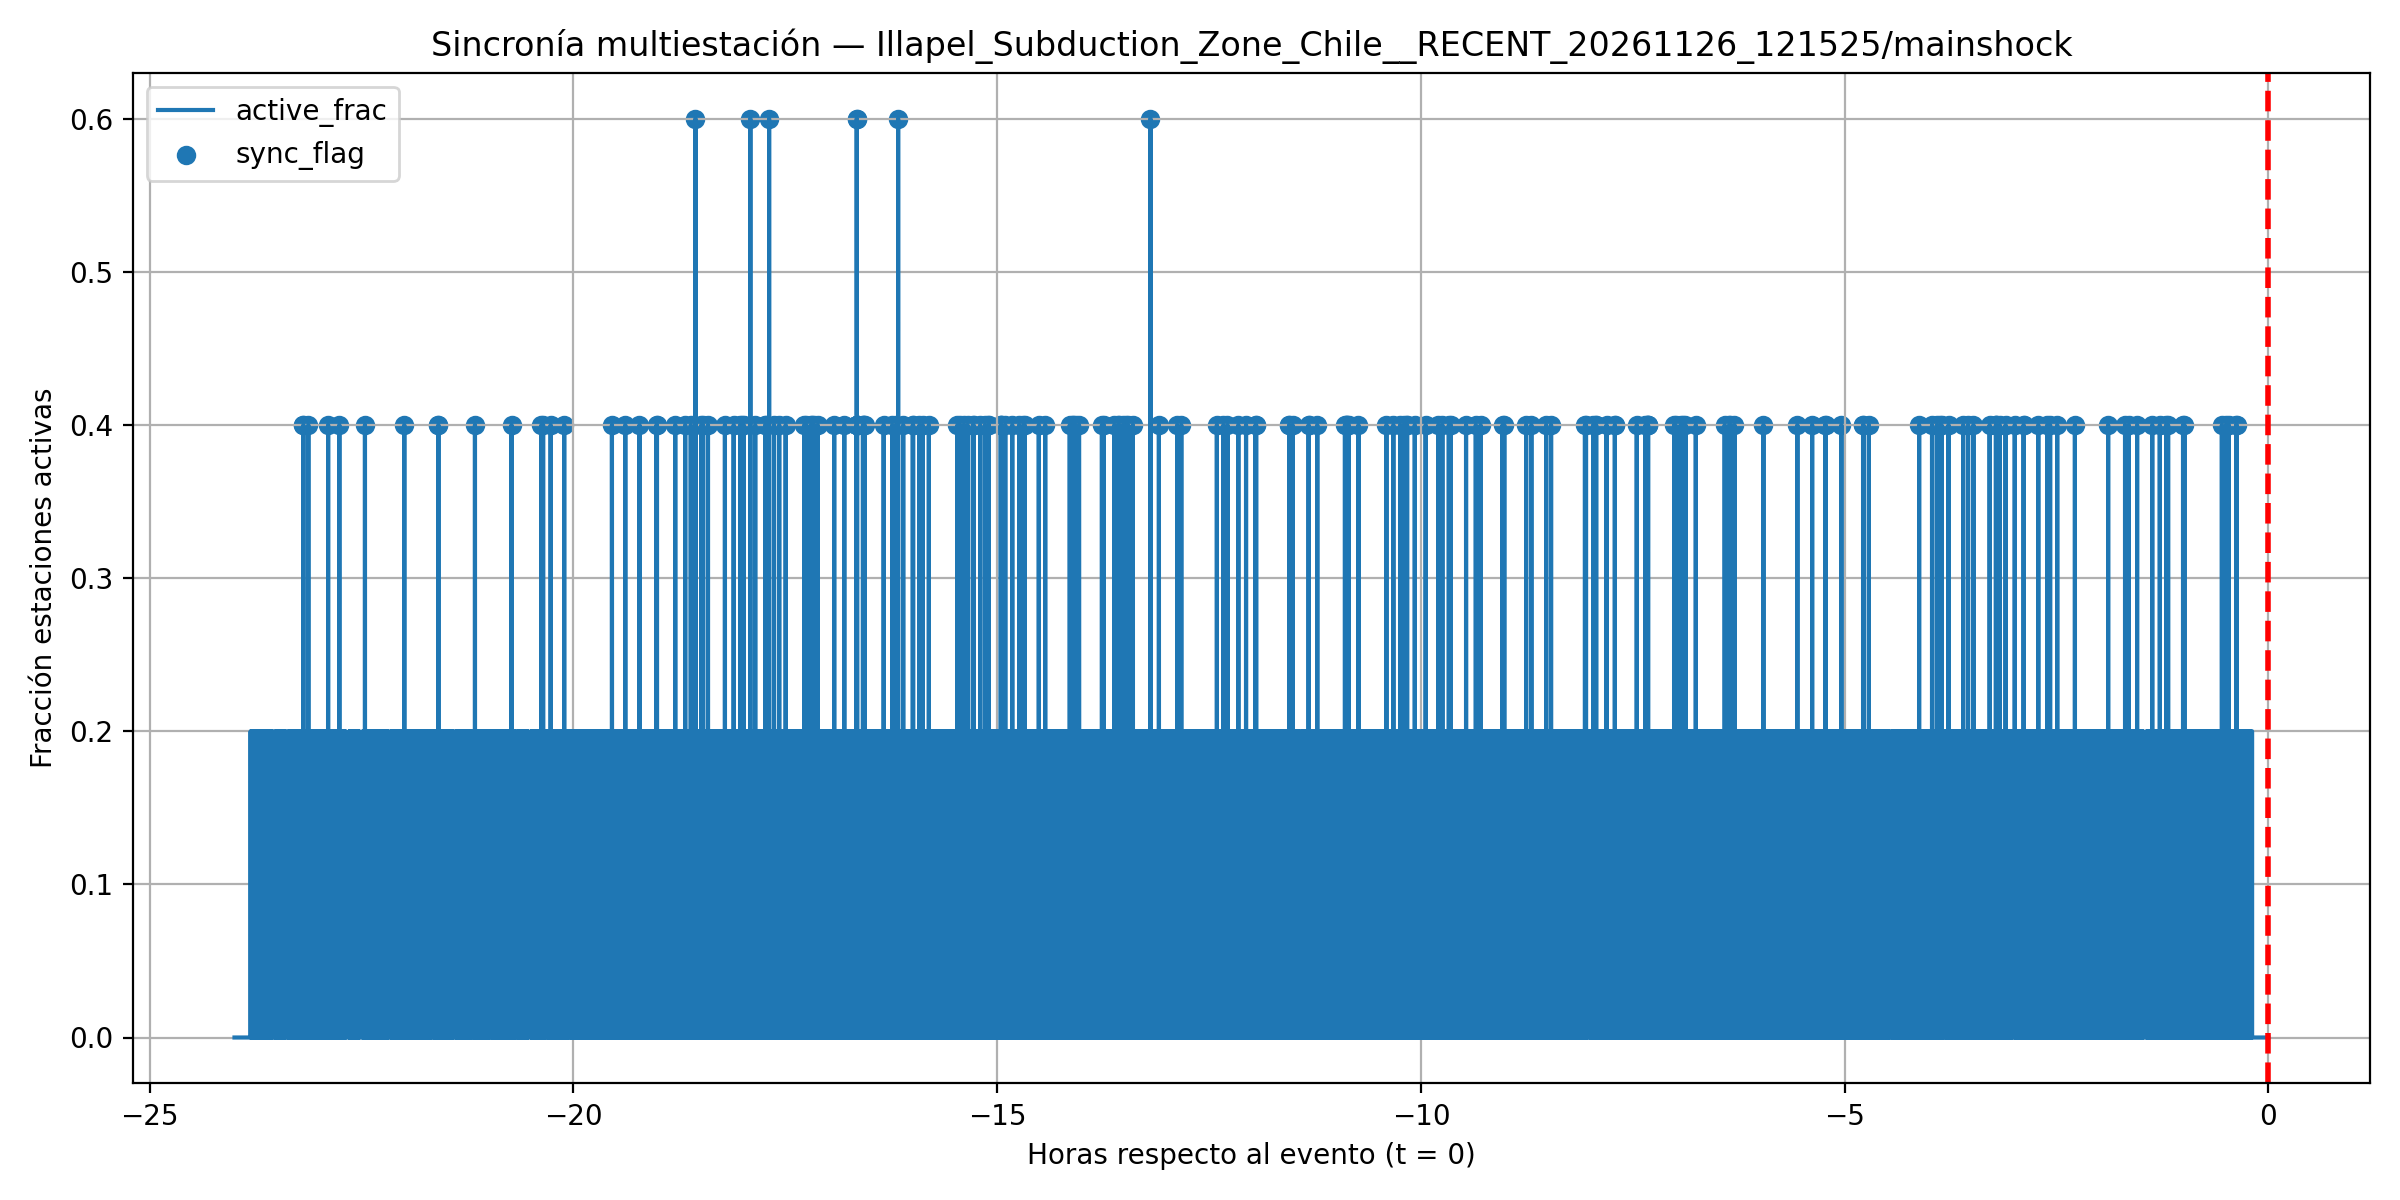 Sincronía multiestación — Illapel_Subduction_Zone_Chile__RECENT_20261126_121525/mainshock
active_frac
sync_flag
Fracción estaciones activas
0.6
0.5
0.4
0.3
0.2
0.1
0.0
−25
−20
−15
−10
−5
0
Horas respecto al evento (t = 0)